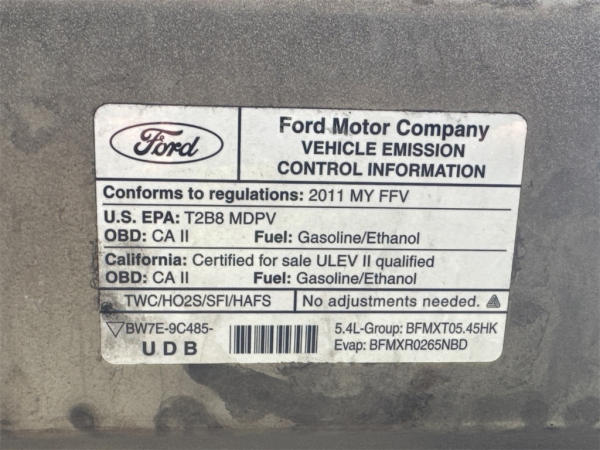 Ford
Ford Motor Company
VEHICLE EMISSION
CONTROL INFORMATION
Conforms to regulations: 2011 MY FFV
U.S. EPA: T2B8 MDPV
OBD: CA II Fuel: Gasoline/Ethanol
California: Certified for sale ULEV II qualified
OBD: CA II Fuel: Gasoline/Ethanol
TWC/HO2S/SFI/HAFS No adjustments needed.
BW7E-9C485- 5.4L-Group: BFMXT05.45HK
UDB Evap: BFMXR0265NBD